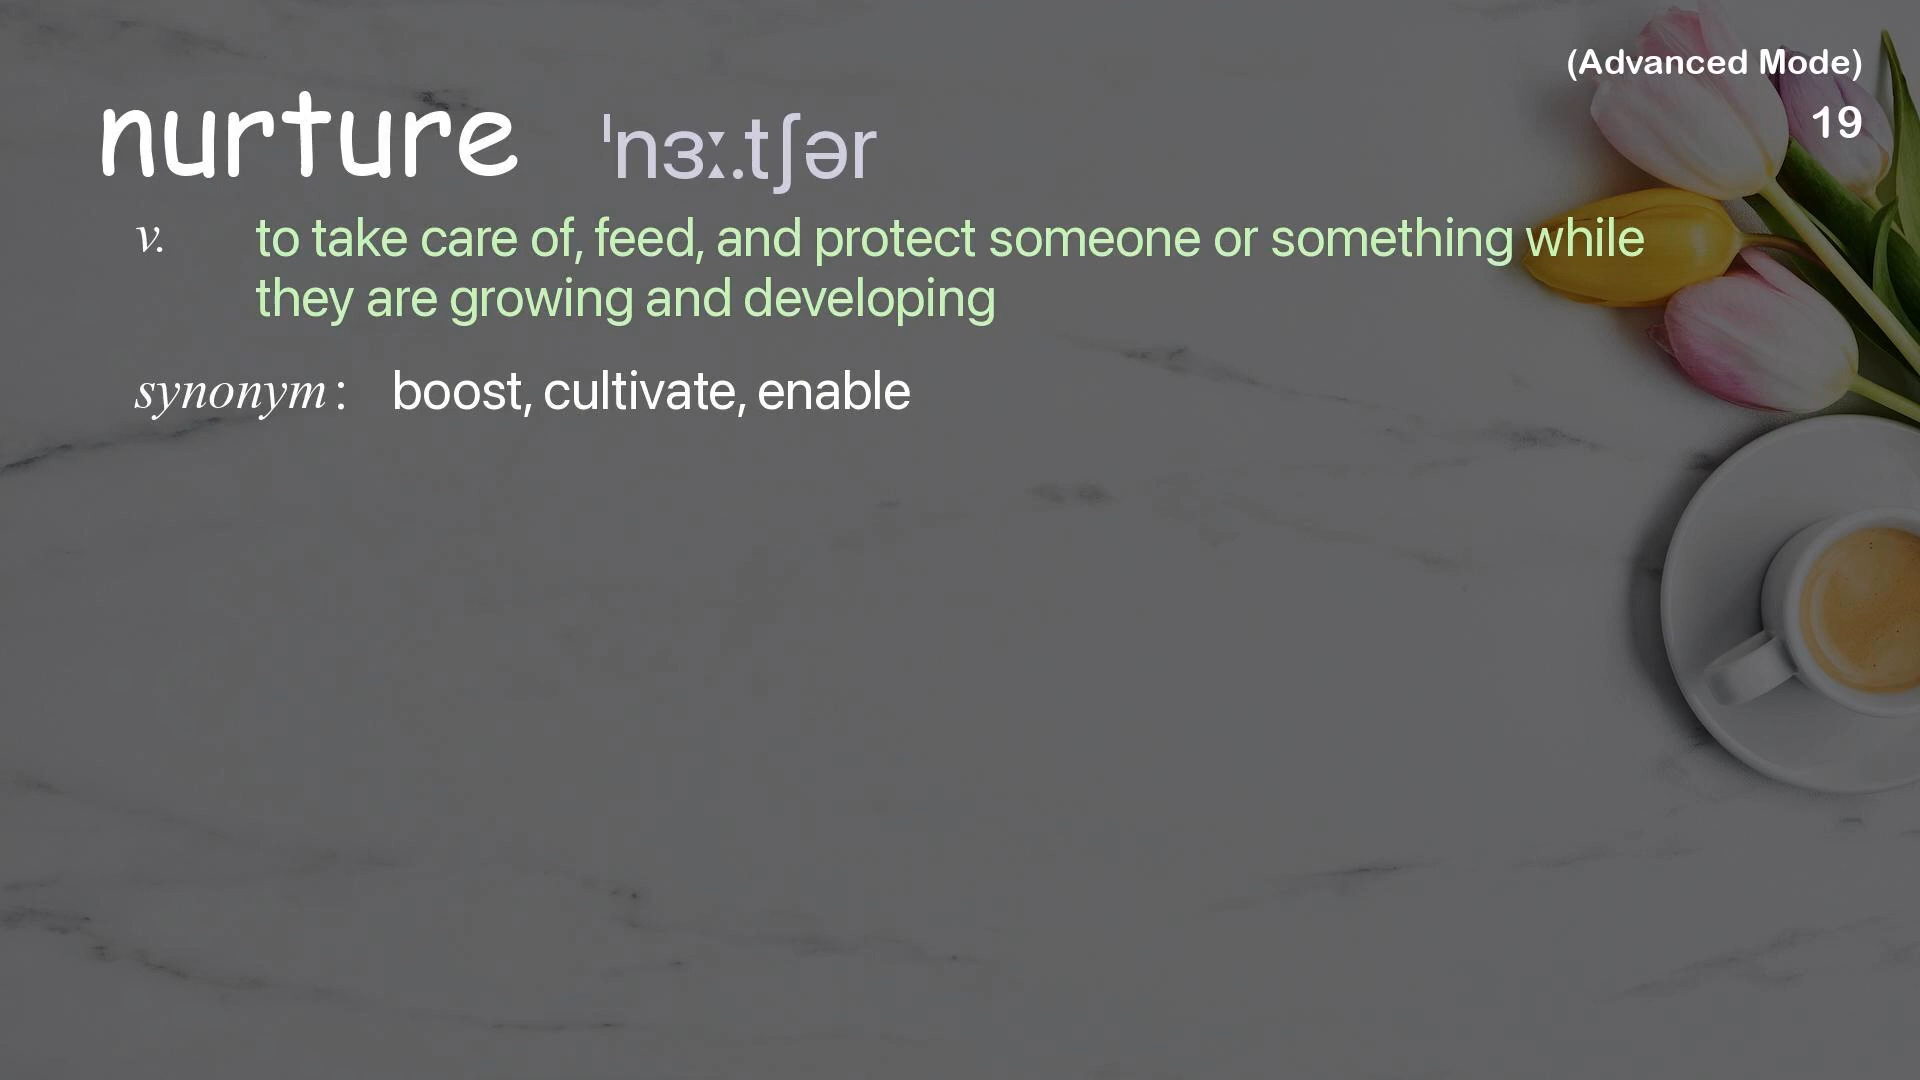 (Advanced Mode)
19
nurture ˈnɜː.tʃər
v. to take care of, feed, and protect someone or something while
they are growing and developing
synonym: boost, cultivate, enable